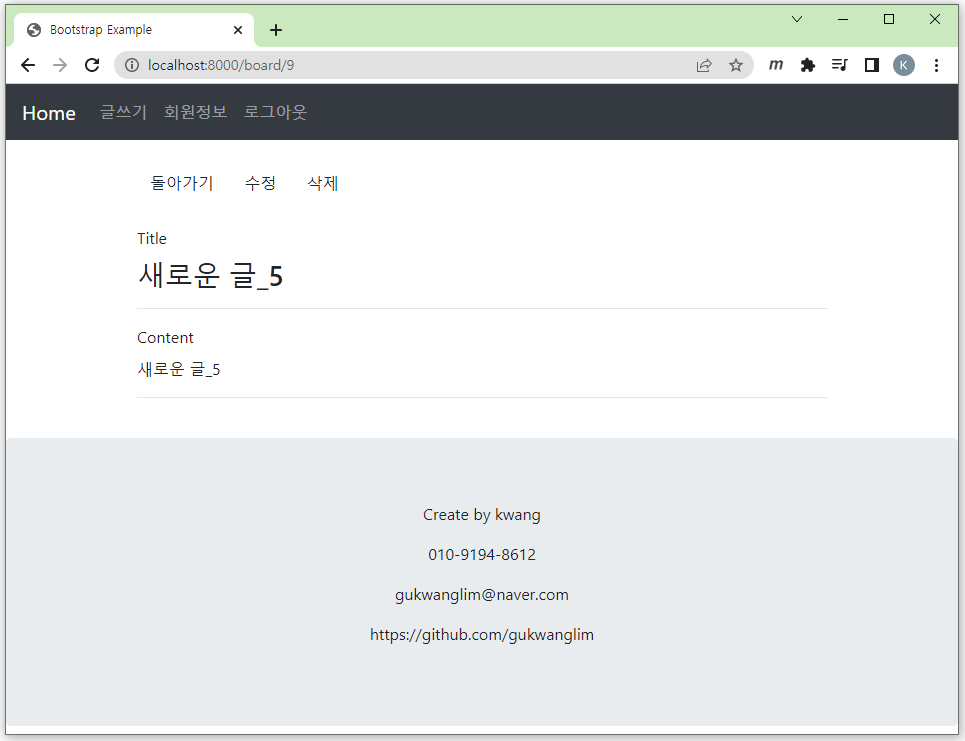 Bootstrap Example
localhost:8000/board/9
K
Home 글쓰기 회원정보 로그아웃
돌아가기 수정 삭제
Title
새로운 글_5
Content
새로운 글_5
Create by kwang
010-9194-8612
gukwanglim@naver.com
https://github.com/gukwanglim